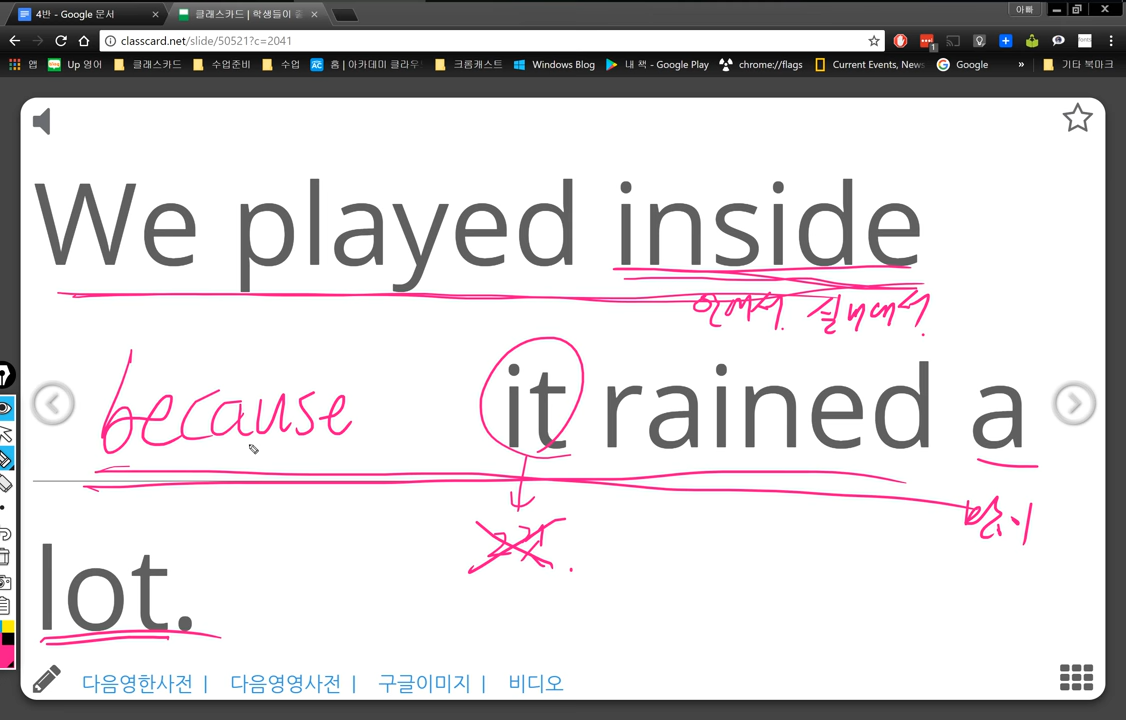 4반 - Google 문서
클래스카드 | 학생들이 즐
아빠
classcard.net/slide/50521?c=2041
1
앱 Up 영어 클래스카드 수업준비 수업 홈 | 아카데미 클라우 크롬캐스트 Windows Blog 내 책 - Google Play chrome://flags Current Events, News Google » 기타 북마크
We played inside
안에서. 실내에서.
because it rained a
많이
lot.
다음영한사전 | 다음영영사전 | 구글이미지 | 비디오